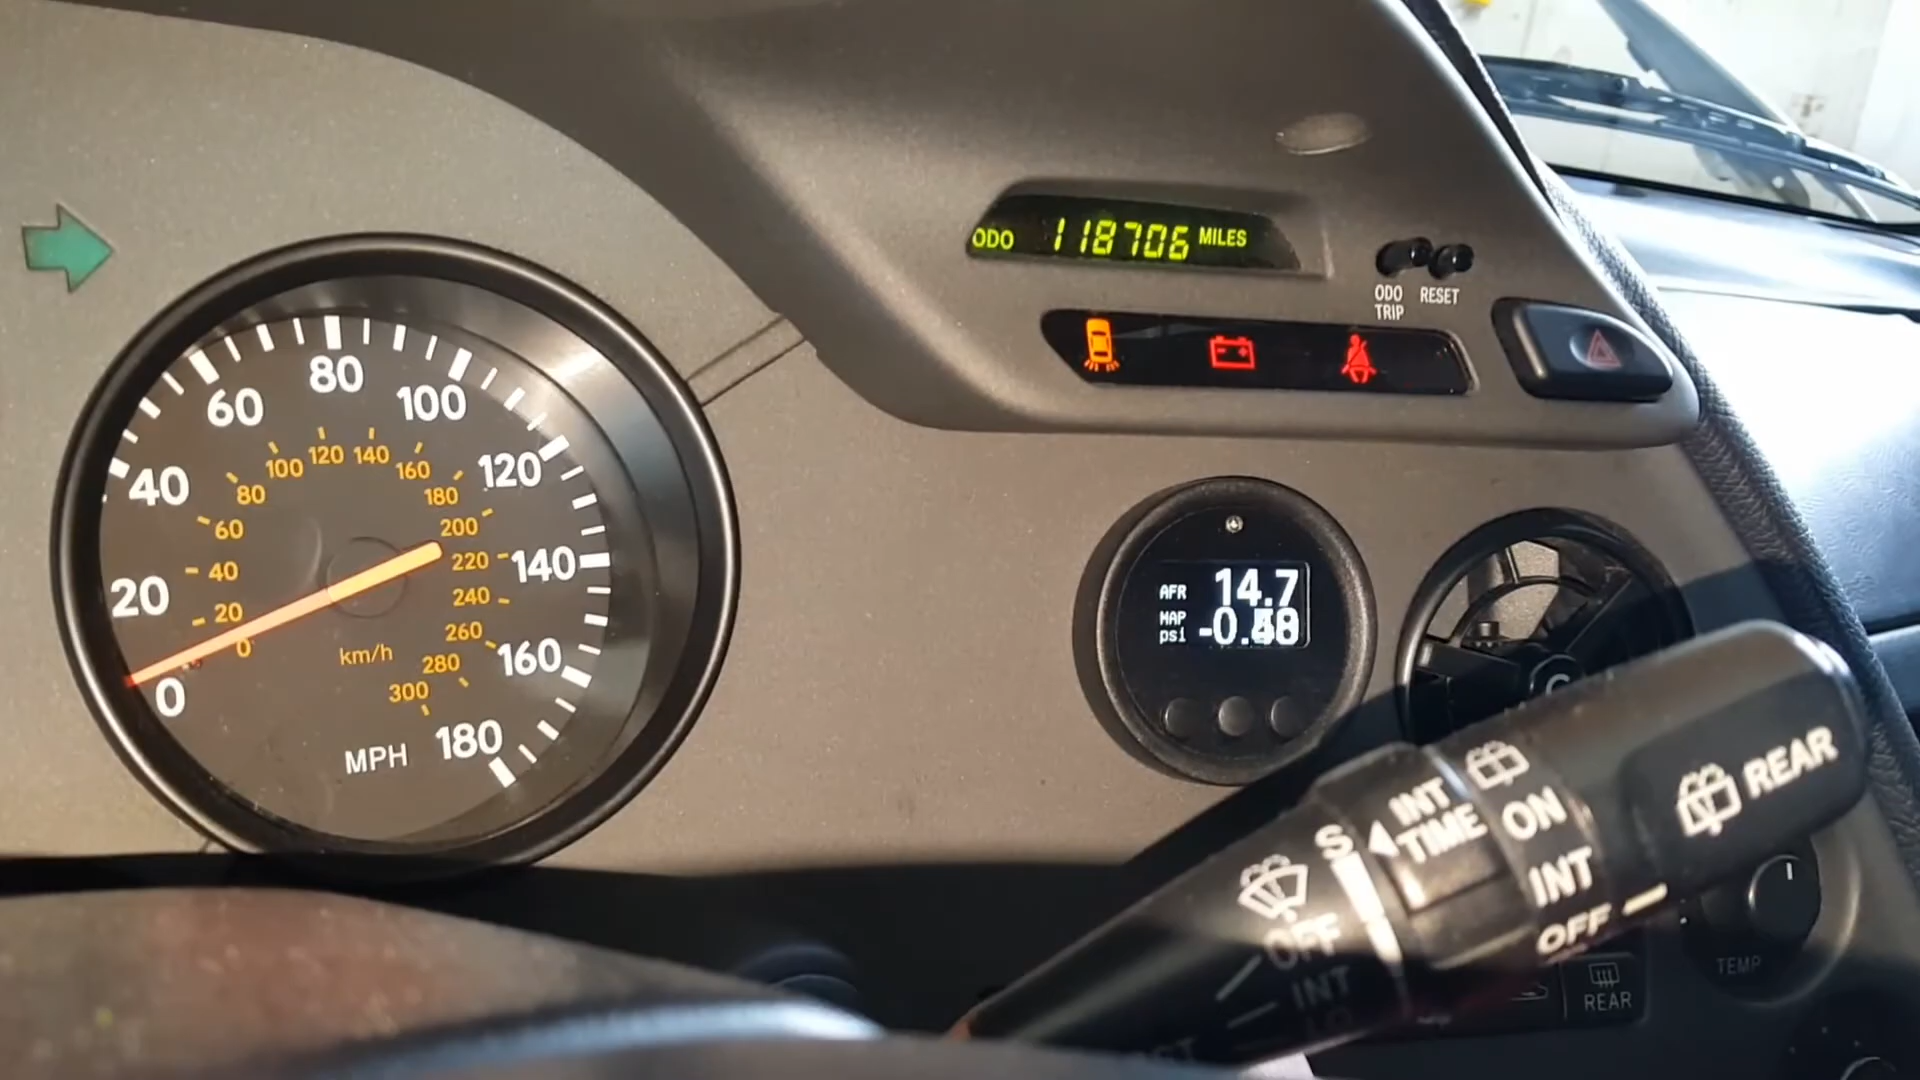 ODO 118706 MILES
ODO
TRIP
RESET
80
60
100
40
120
20
140
0
160
180
MPH
120
140
100
160
80
180
60
200
40
220
20
240
0
260
280
300
km/h
AFR 14.7
MAP
psi
INT
TIME
S
ON
INT
OFF
REAR
OFF
INT
TEMP
REAR